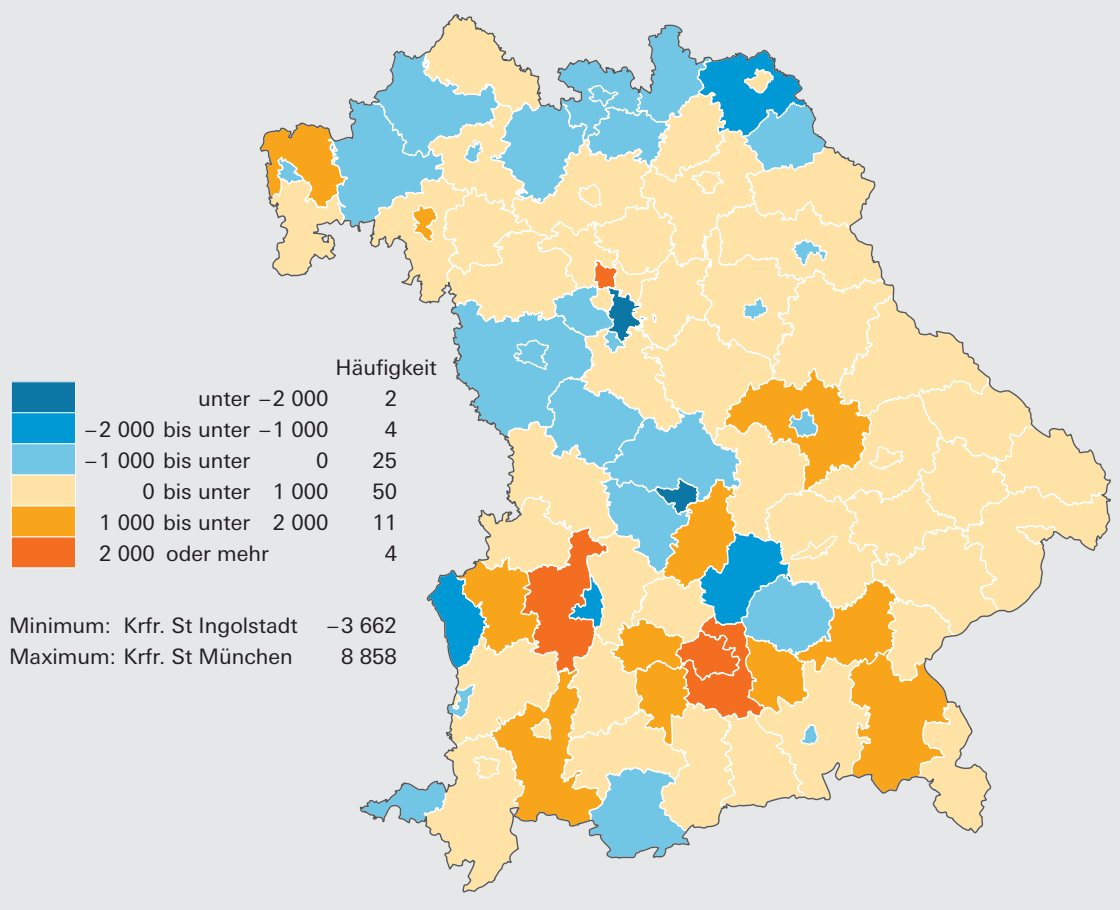 Häufigkeit
unter −2 000 2
−2 000 bis unter −1 000 4
−1 000 bis unter 0 25
0 bis unter 1 000 50
1 000 bis unter 2 000 11
2 000 oder mehr 4
Minimum: Krfr. St Ingolstadt −3 662
Maximum: Krfr. St München 8 858